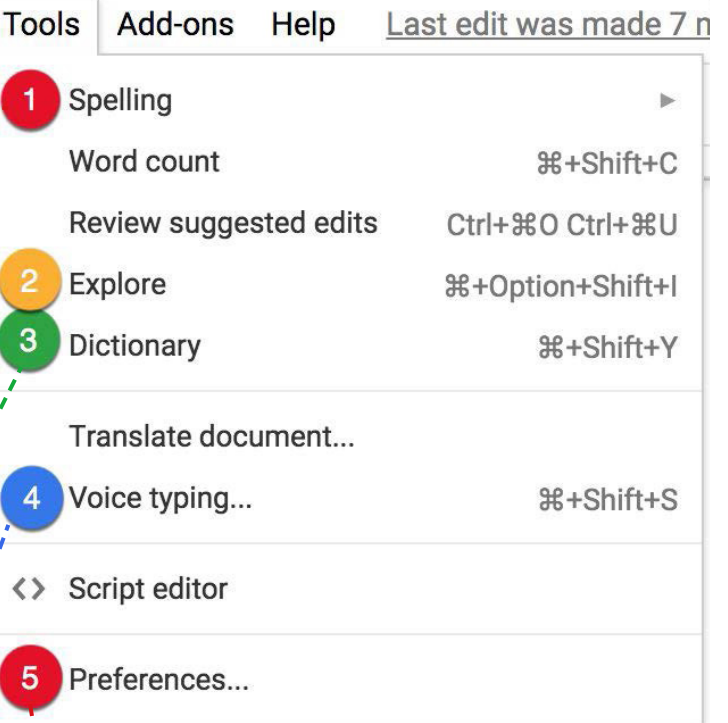 Tools Add-ons Help Last edit was made 7
1 Spelling ▶
Word count ⌘+Shift+C
Review suggested edits Ctrl+⌘O Ctrl+⌘U
2 Explore ⌘+Option+Shift+I
3 Dictionary ⌘+Shift+Y
Translate document...
4 Voice typing... ⌘+Shift+S
<> Script editor
5 Preferences...